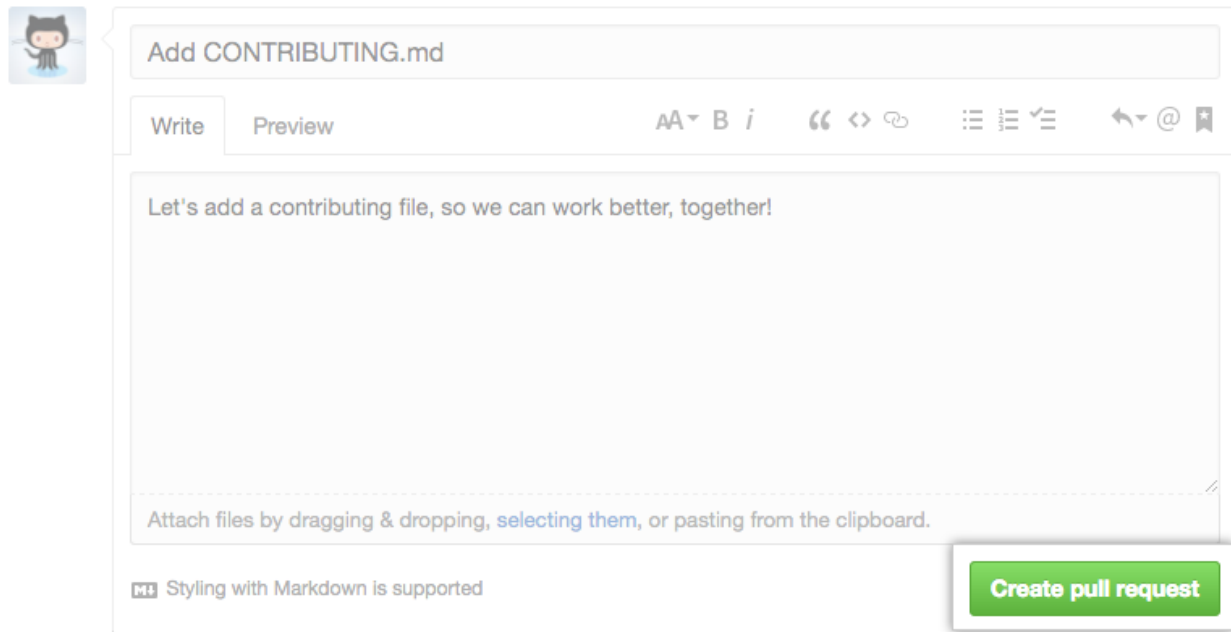 Add CONTRIBUTING.md
Write Preview AA B i “ <> @
Let's add a contributing file, so we can work better, together!
Attach files by dragging & dropping, selecting them, or pasting from the clipboard.
M↓ Styling with Markdown is supported
Create pull request